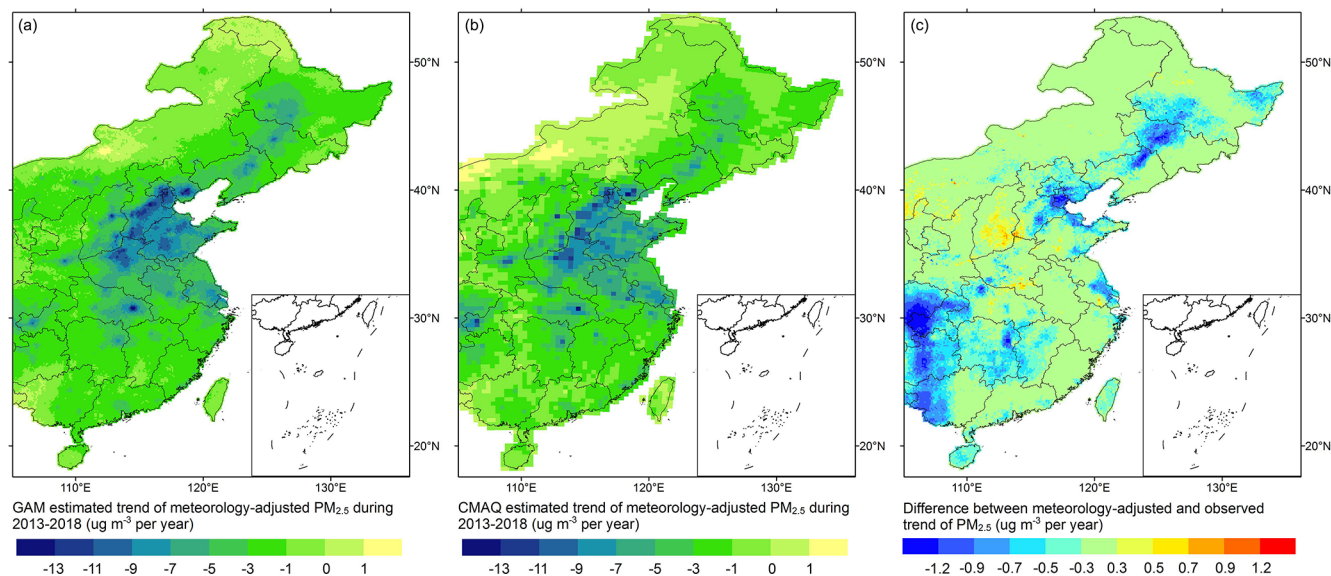 (a)
(b)
(c)
50°N
40°N
30°N
20°N
50°N
40°N
30°N
20°N
50°N
40°N
30°N
20°N
110°E 120°E 130°E
110°E 120°E 130°E
110°E 120°E 130°E
GAM estimated trend of meteorology-adjusted PM2.5 during
2013-2018 (ug m-3 per year)
-13 -11 -9 -7 -5 -3 -1 0 1
CMAQ estimated trend of meteorology-adjusted PM2.5 during
2013-2018 (ug m-3 per year)
-13 -11 -9 -7 -5 -3 -1 0 1
Difference between meteorology-adjusted and observed
trend of PM2.5 (ug m-3 per year)
-1.2 -0.9 -0.7 -0.5 -0.3 0.3 0.5 0.7 0.9 1.2